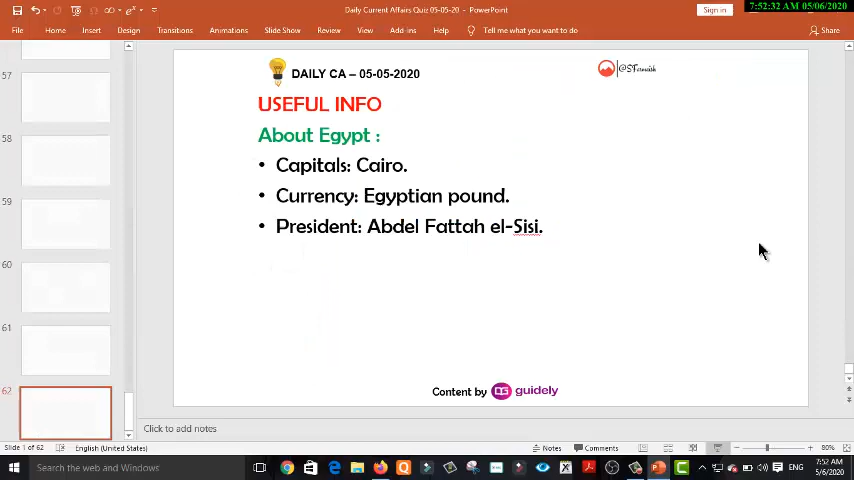 Daily Current Affairs Quiz 05-05-20 - PowerPoint
Sign in
7:52:32 AM 05/06/2020
File Home Insert Design Transitions Animations Slide Show Review View Add-ins Help Tell me what you want to do Share
57
58
59
60
61
62
DAILY CA – 05-05-2020
USEFUL INFO
About Egypt :
• Capitals: Cairo.
• Currency: Egyptian pound.
• President: Abdel Fattah el-Sisi.
Content by guidely
Click to add notes
Slide 1 of 62 English (United States) Notes Comments 80%
Search the web and Windows
ENG
7:52 AM
5/6/2020